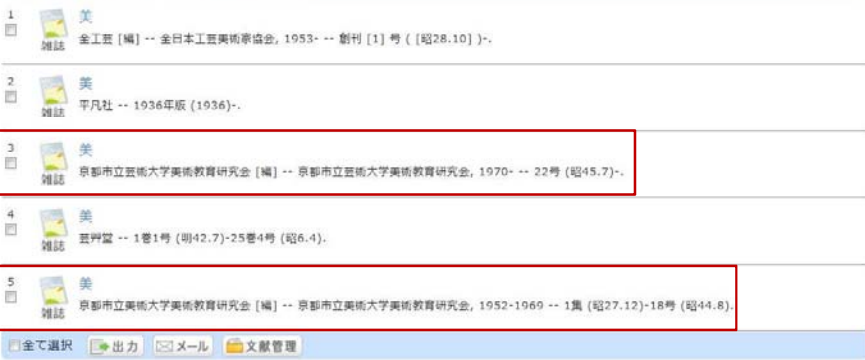 1
美
雑誌
全工芸 [編] -- 全日本工芸美術家協会, 1953- -- 創刊 [1] 号 ( [昭28.10] )-.
2
美
雑誌
平凡社 -- 1936年版 (1936)-.
3
美
雑誌
京都市立芸術大学美術教育研究会 [編] -- 京都市立芸術大学美術教育研究会, 1970- -- 22号 (昭45.7)-.
4
美
雑誌
芸艸堂 -- 1巻1号 (明42.7)-25巻4号 (昭6.4).
5
美
雑誌
京都市立美術大学美術教育研究会 [編] -- 京都市立美術大学美術教育研究会, 1952-1969 -- 1集 (昭27.12)-18号 (昭44.8).
全て選択 出力 メール 文献管理